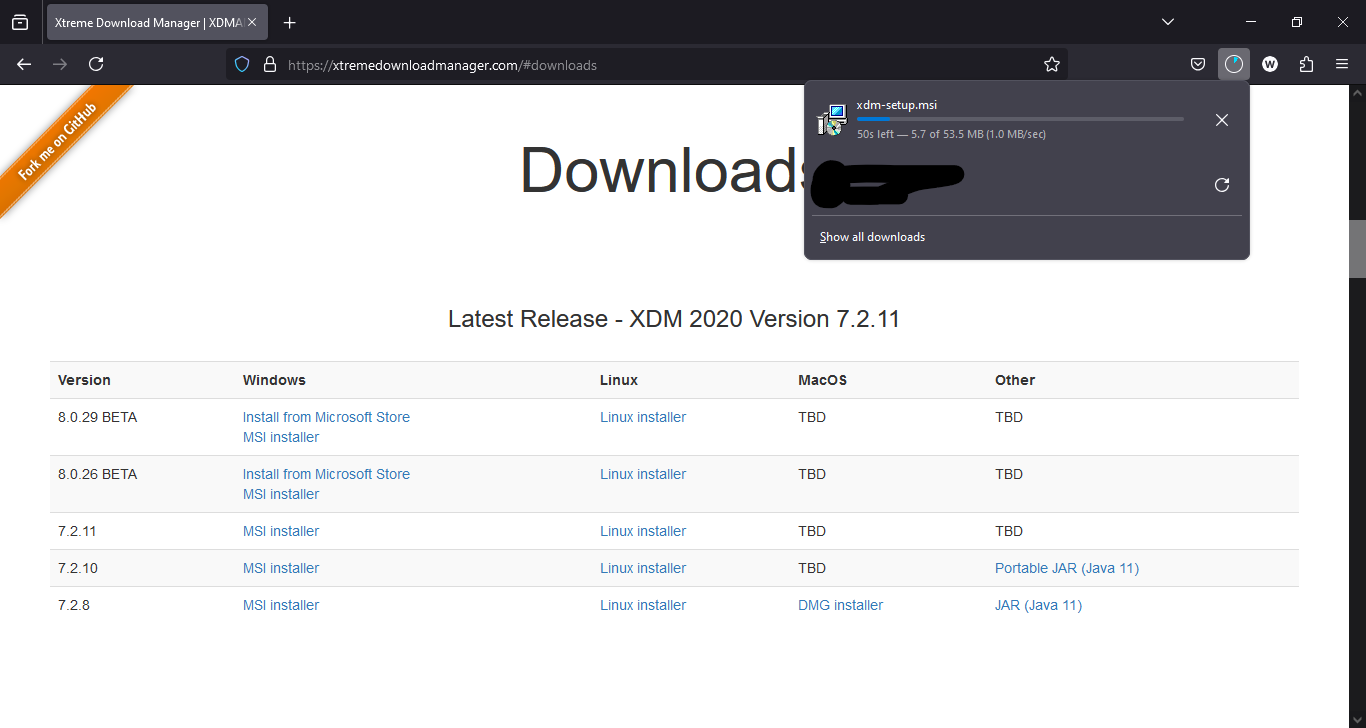 Xtreme Download Manager | XDMA
https://xtremedownloadmanager.com/#downloads
W
xdm-setup.msi
50s left — 5.7 of 53.5 MB (1.0 MB/sec)
Show all downloads
Fork me on GitHub
Downloads
Latest Release - XDM 2020 Version 7.2.11
Version Windows Linux MacOS Other
8.0.29 BETA Install from Microsoft Store Linux installer TBD TBD
MSI installer
8.0.26 BETA Install from Microsoft Store Linux installer TBD TBD
MSI installer
7.2.11 MSI installer Linux installer TBD TBD
7.2.10 MSI installer Linux installer TBD Portable JAR (Java 11)
7.2.8 MSI installer Linux installer DMG installer JAR (Java 11)